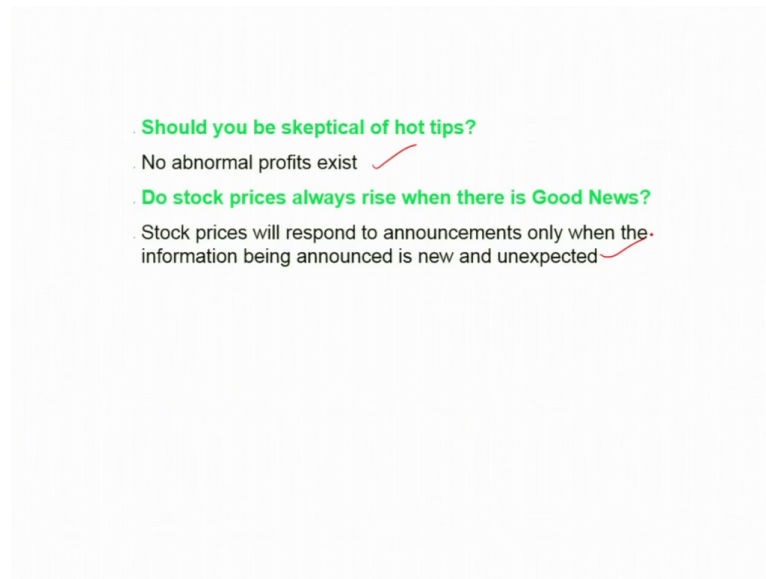 Should you be skeptical of hot tips?
No abnormal profits exist
Do stock prices always rise when there is Good News?
Stock prices will respond to announcements only when the
information being announced is new and unexpected